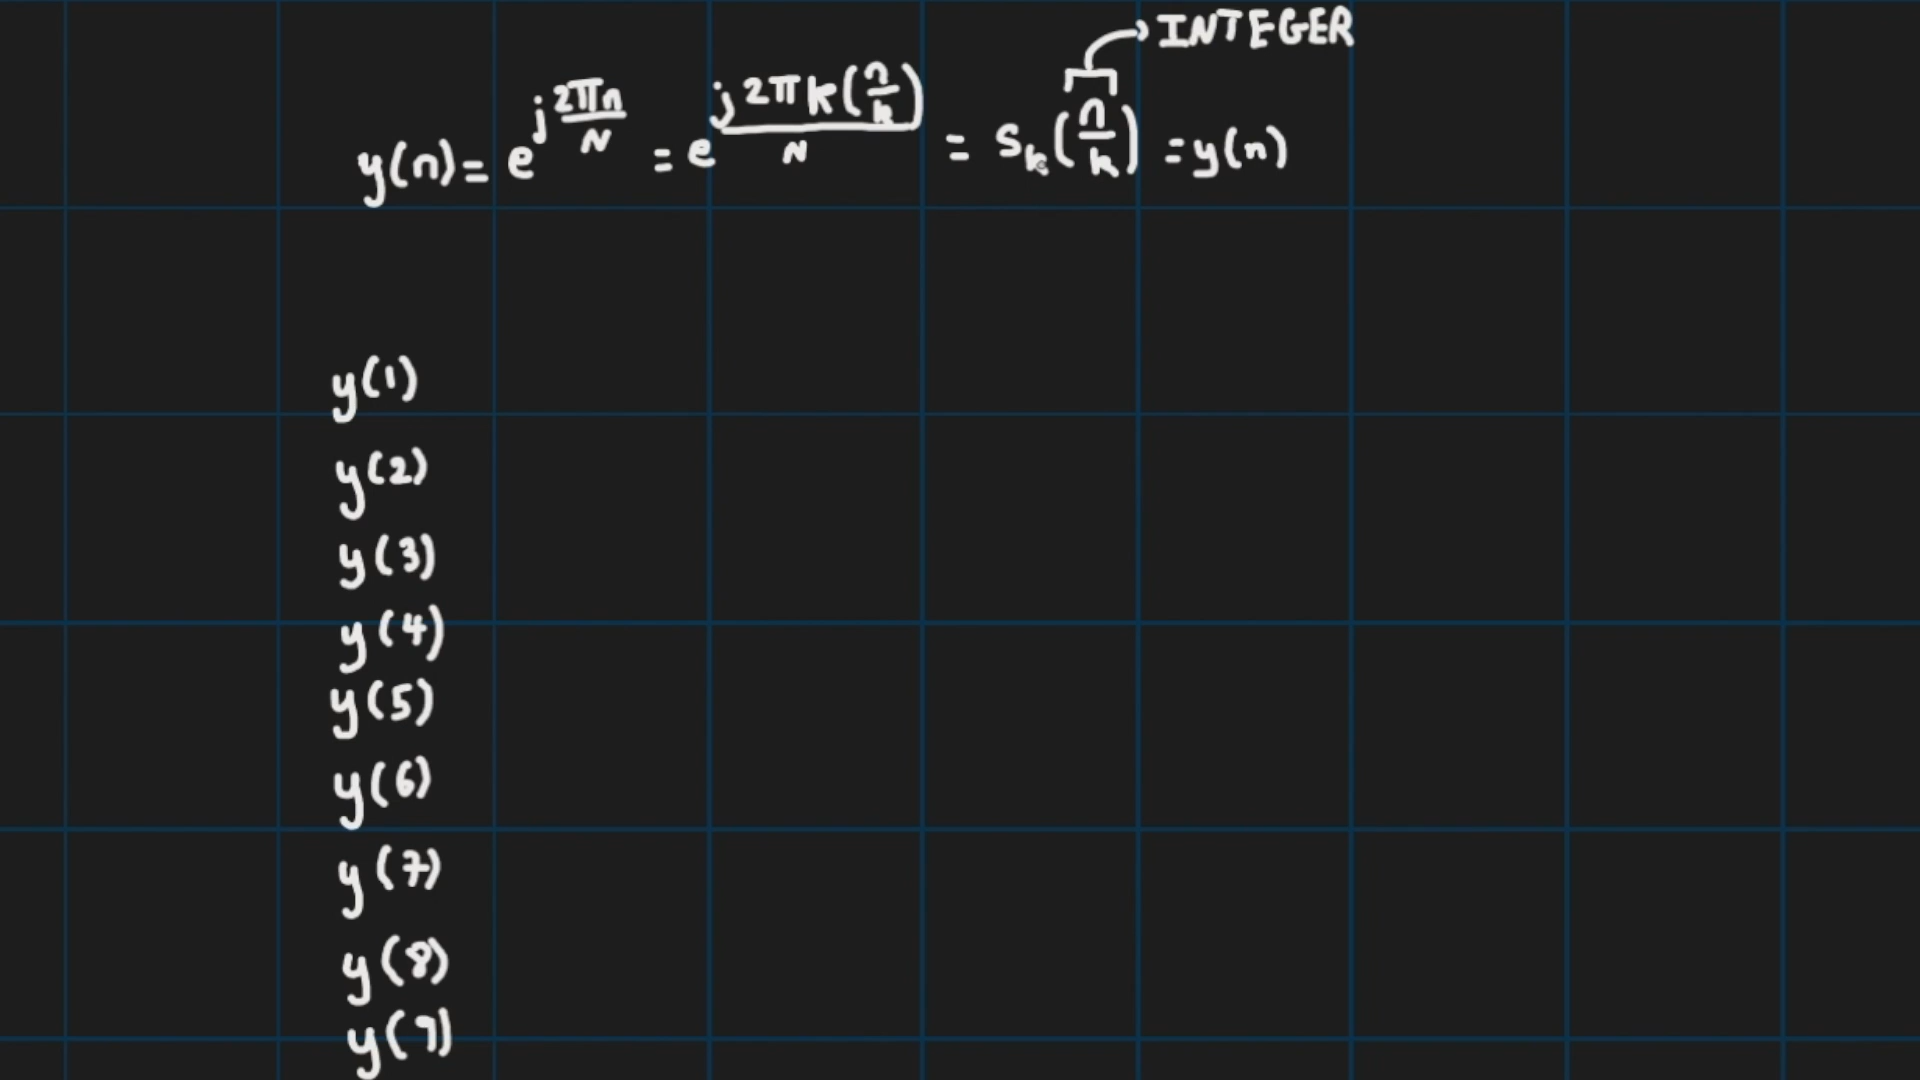 INTEGER
y(n) = e^(j2πn/N) = e^(j2πk(n/k)/N) = s_k(n/k) = y(n)
y(1)
y(2)
y(3)
y(4)
y(5)
y(6)
y(7)
y(8)
y(9)